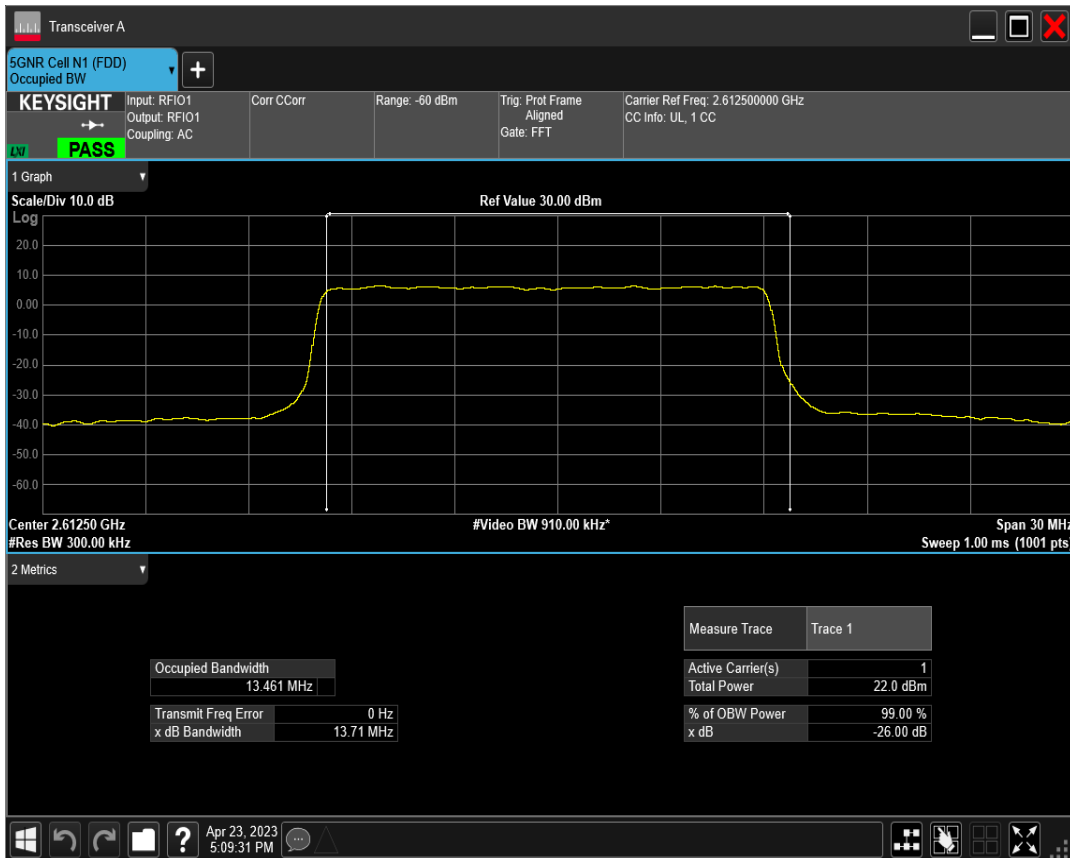 Transceiver A
5GNR Cell N1 (FDD)
Occupied BW
+
KEYSIGHT
LXI
PASS
Input: RFIO1
Output: RFIO1
Coupling: AC
Corr CCorr
Range: -60 dBm
Trig: Prot Frame
Aligned
Gate: FFT
Carrier Ref Freq: 2.612500000 GHz
CC Info: UL, 1 CC
1 Graph
Scale/Div 10.0 dB
Ref Value 30.00 dBm
Log
20.0
10.0
0.00
-10.0
-20.0
-30.0
-40.0
-50.0
-60.0
Center 2.61250 GHz
#Video BW 910.00 kHz*
Span 30 MHz
#Res BW 300.00 kHz
Sweep 1.00 ms (1001 pts)
2 Metrics
Measure Trace Trace 1
Occupied Bandwidth
13.461 MHz
Active Carrier(s) 1
Total Power 22.0 dBm
Transmit Freq Error 0 Hz
x dB Bandwidth 13.71 MHz
% of OBW Power 99.00 %
x dB -26.00 dB
?
Apr 23, 2023
5:09:31 PM